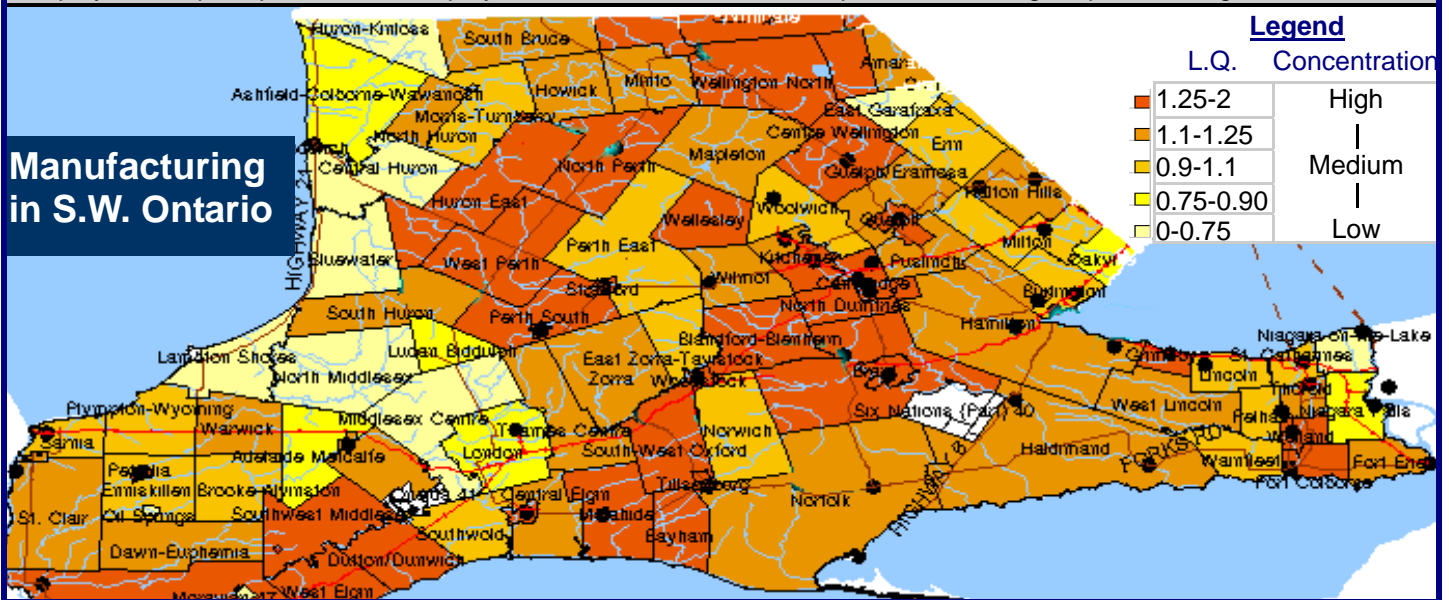 Legend
L.Q. Concentration
1.25-2 High
1.1-1.25
0.9-1.1 Medium
0.75-0.90
0-0.75 Low
Manufacturing
in S.W. Ontario
Huron-Kinloss
South Bruce
Ashfield-Colborne-Wawanosh
Howick
Minto
Wellington North
Morris-Turnberry
North Huron
East Garafraxa
Centre Wellington
Erin
Central Huron
North Perth
Mapleton
Guelph/Eramosa
Halton Hills
HIGHWAY 21
Huron East
Wellesley
Woolwich
Guelph
Milton
Perth East
Bluewater
West Perth
Wilmot
Kitchener
Puslinch
Oakvi
Stratford
Cambridge
Burlington
South Huron
Perth South
North Dumfries
Hamilton
Blandford-Blenheim
Niagara-on-the-Lake
Lambton Shores
Lucan Biddulph
East Zorra-Tavistock
Grimsby
St. Catharines
North Middlesex
Zorra
Woodstock
Brant
Lincoln
Thorold
Plympton-Wyoming
Middlesex Centre
Six Nations (Part) 40
West Lincoln
Pelham
Niagara Falls
Warwick
Thames Centre
Norwich
Sarnia
Adelaide Metcalfe
London
South-West Oxford
Haldimand
FORKS RD
Welland
Wainfleet
Fort Erie
Petrolia
Port Colborne
Enniskillen
Brooke-Alvinston
Central Elgin
Tillsonburg
Norfolk
St. Clair
Oil Springs
Southwest Middlesex
Malahide
Southwold
Bayham
Dawn-Euphemia
Dutton/Dunwich
West Elgin